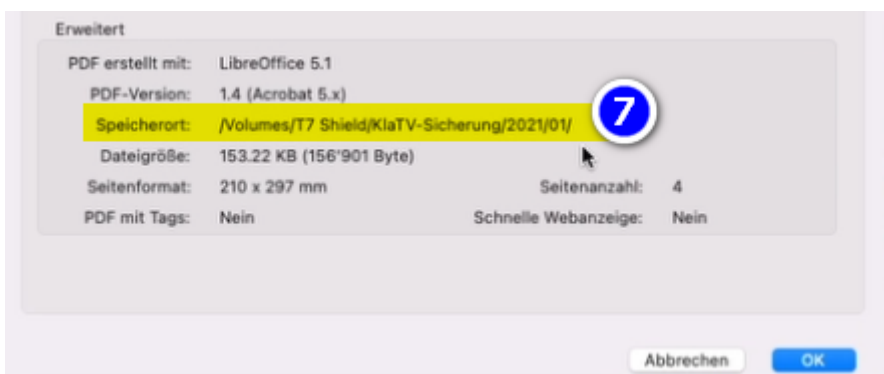 Erweitert
PDF erstellt mit: LibreOffice 5.1
PDF-Version: 1.4 (Acrobat 5.x)
Speicherort: /Volumes/T7 Shield/KlaTV-Sicherung/2021/01/
7
Dateigröße: 153.22 KB (156'901 Byte)
Seitenformat: 210 x 297 mm Seitenanzahl: 4
PDF mit Tags: Nein Schnelle Webanzeige: Nein
Abbrechen OK